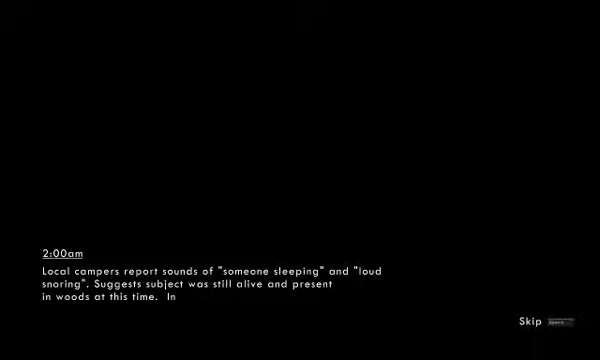 2:00am
Local campers report sounds of "someone sleeping" and "loud
snoring". Suggests subject was still alive and present
in woods at this time.  In
Skip